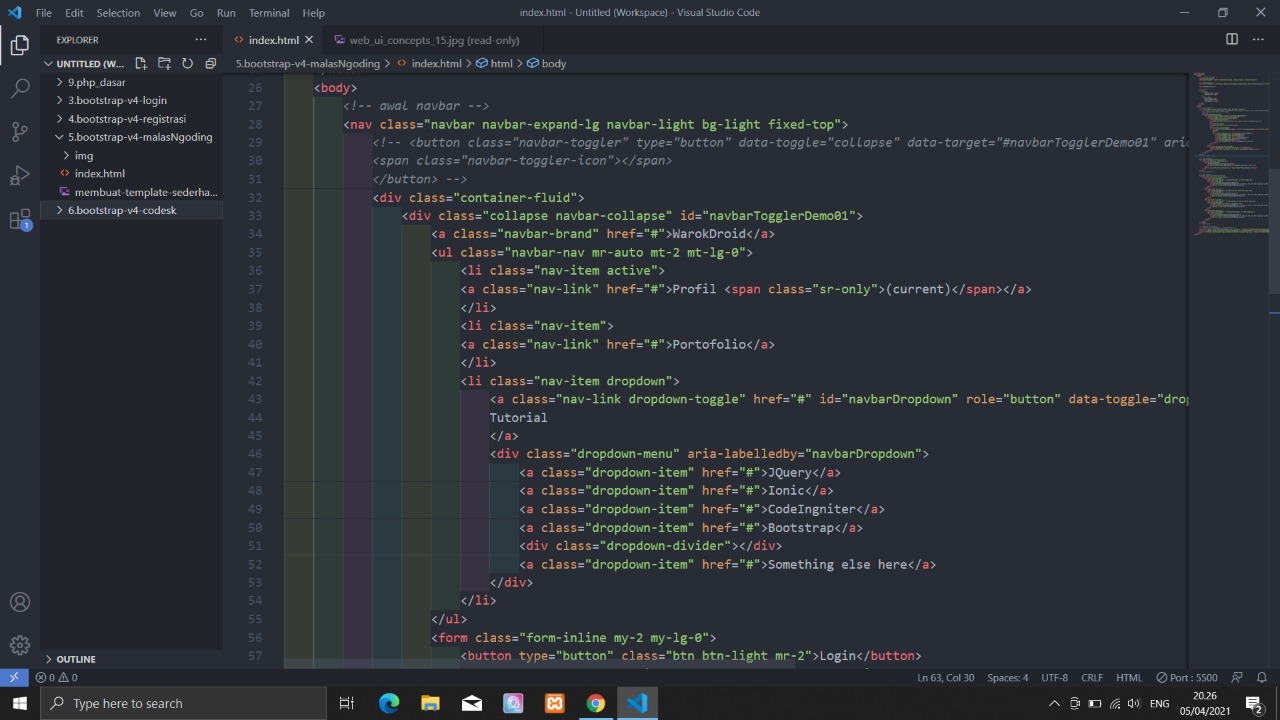 File Edit Selection View Go Run Terminal Help
index.html - Untitled (Workspace) - Visual Studio Code
EXPLORER
index.html
web_ui_concepts_15.jpg (read-only)
UNTITLED (W...
5.bootstrap-v4-malasNgoding > index.html > html > body
9.php_dasar
3.bootstrap-v4-login
4.bootstrap-v4-registrasi
5.bootstrap-v4-malasNgoding
img
index.html
membuat-template-sederha...
6.bootstrap-v4-codesk
OUTLINE
26 <body>
27 <!-- awal navbar -->
28 <nav class="navbar navbar-expand-lg navbar-light bg-light fixed-top">
29 <!-- <button class="navbar-toggler" type="button" data-toggle="collapse" data-target="#navbarTogglerDemo01" aria
30 <span class="navbar-toggler-icon"></span>
31 </button> -->
32 <div class="container-fluid">
33 <div class="collapse navbar-collapse" id="navbarTogglerDemo01">
34 <a class="navbar-brand" href="#">WarokDroid</a>
35 <ul class="navbar-nav mr-auto mt-2 mt-lg-0">
36 <li class="nav-item active">
37 <a class="nav-link" href="#">Profil <span class="sr-only">(current)</span></a>
38 </li>
39 <li class="nav-item">
40 <a class="nav-link" href="#">Portofolio</a>
41 </li>
42 <li class="nav-item dropdown">
43 <a class="nav-link dropdown-toggle" href="#" id="navbarDropdown" role="button" data-toggle="drop
44 Tutorial
45 </a>
46 <div class="dropdown-menu" aria-labelledby="navbarDropdown">
47 <a class="dropdown-item" href="#">JQuery</a>
48 <a class="dropdown-item" href="#">Ionic</a>
49 <a class="dropdown-item" href="#">CodeIngniter</a>
50 <a class="dropdown-item" href="#">Bootstrap</a>
51 <div class="dropdown-divider"></div>
52 <a class="dropdown-item" href="#">Something else here</a>
53 </div>
54 </li>
55 </ul>
56 <form class="form-inline my-2 my-lg-0">
57 <button type="button" class="btn btn-light mr-2">Login</button>
1
0 0
Ln 63, Col 30 Spaces: 4 UTF-8 CRLF HTML Port : 5500
Type here to search
ENG
20.26
05/04/2021
2